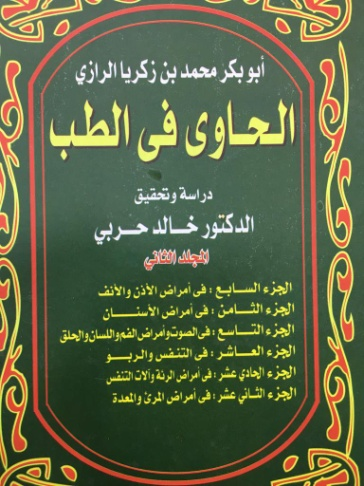 أبو بكر محمد بن زكريا الرازي
الحاوى فى الطب
دراسة وتحقيق
الدكتور خالد حربي
المجلد الثاني
الجزء السابع : فى أمراض الأذن والأنف
الجزء الثامن : فى أمراض الأسنان
الجزء التاسع : فى الصوت وأمراض الفم واللسان والحلق
الجزء العاشر : فى التنفس والربو
الجزء الحادي عشر : فى أمراض الرئة وآلات التنفس
الجزء الثاني عشر : فى أمراض المرئ والمعدة